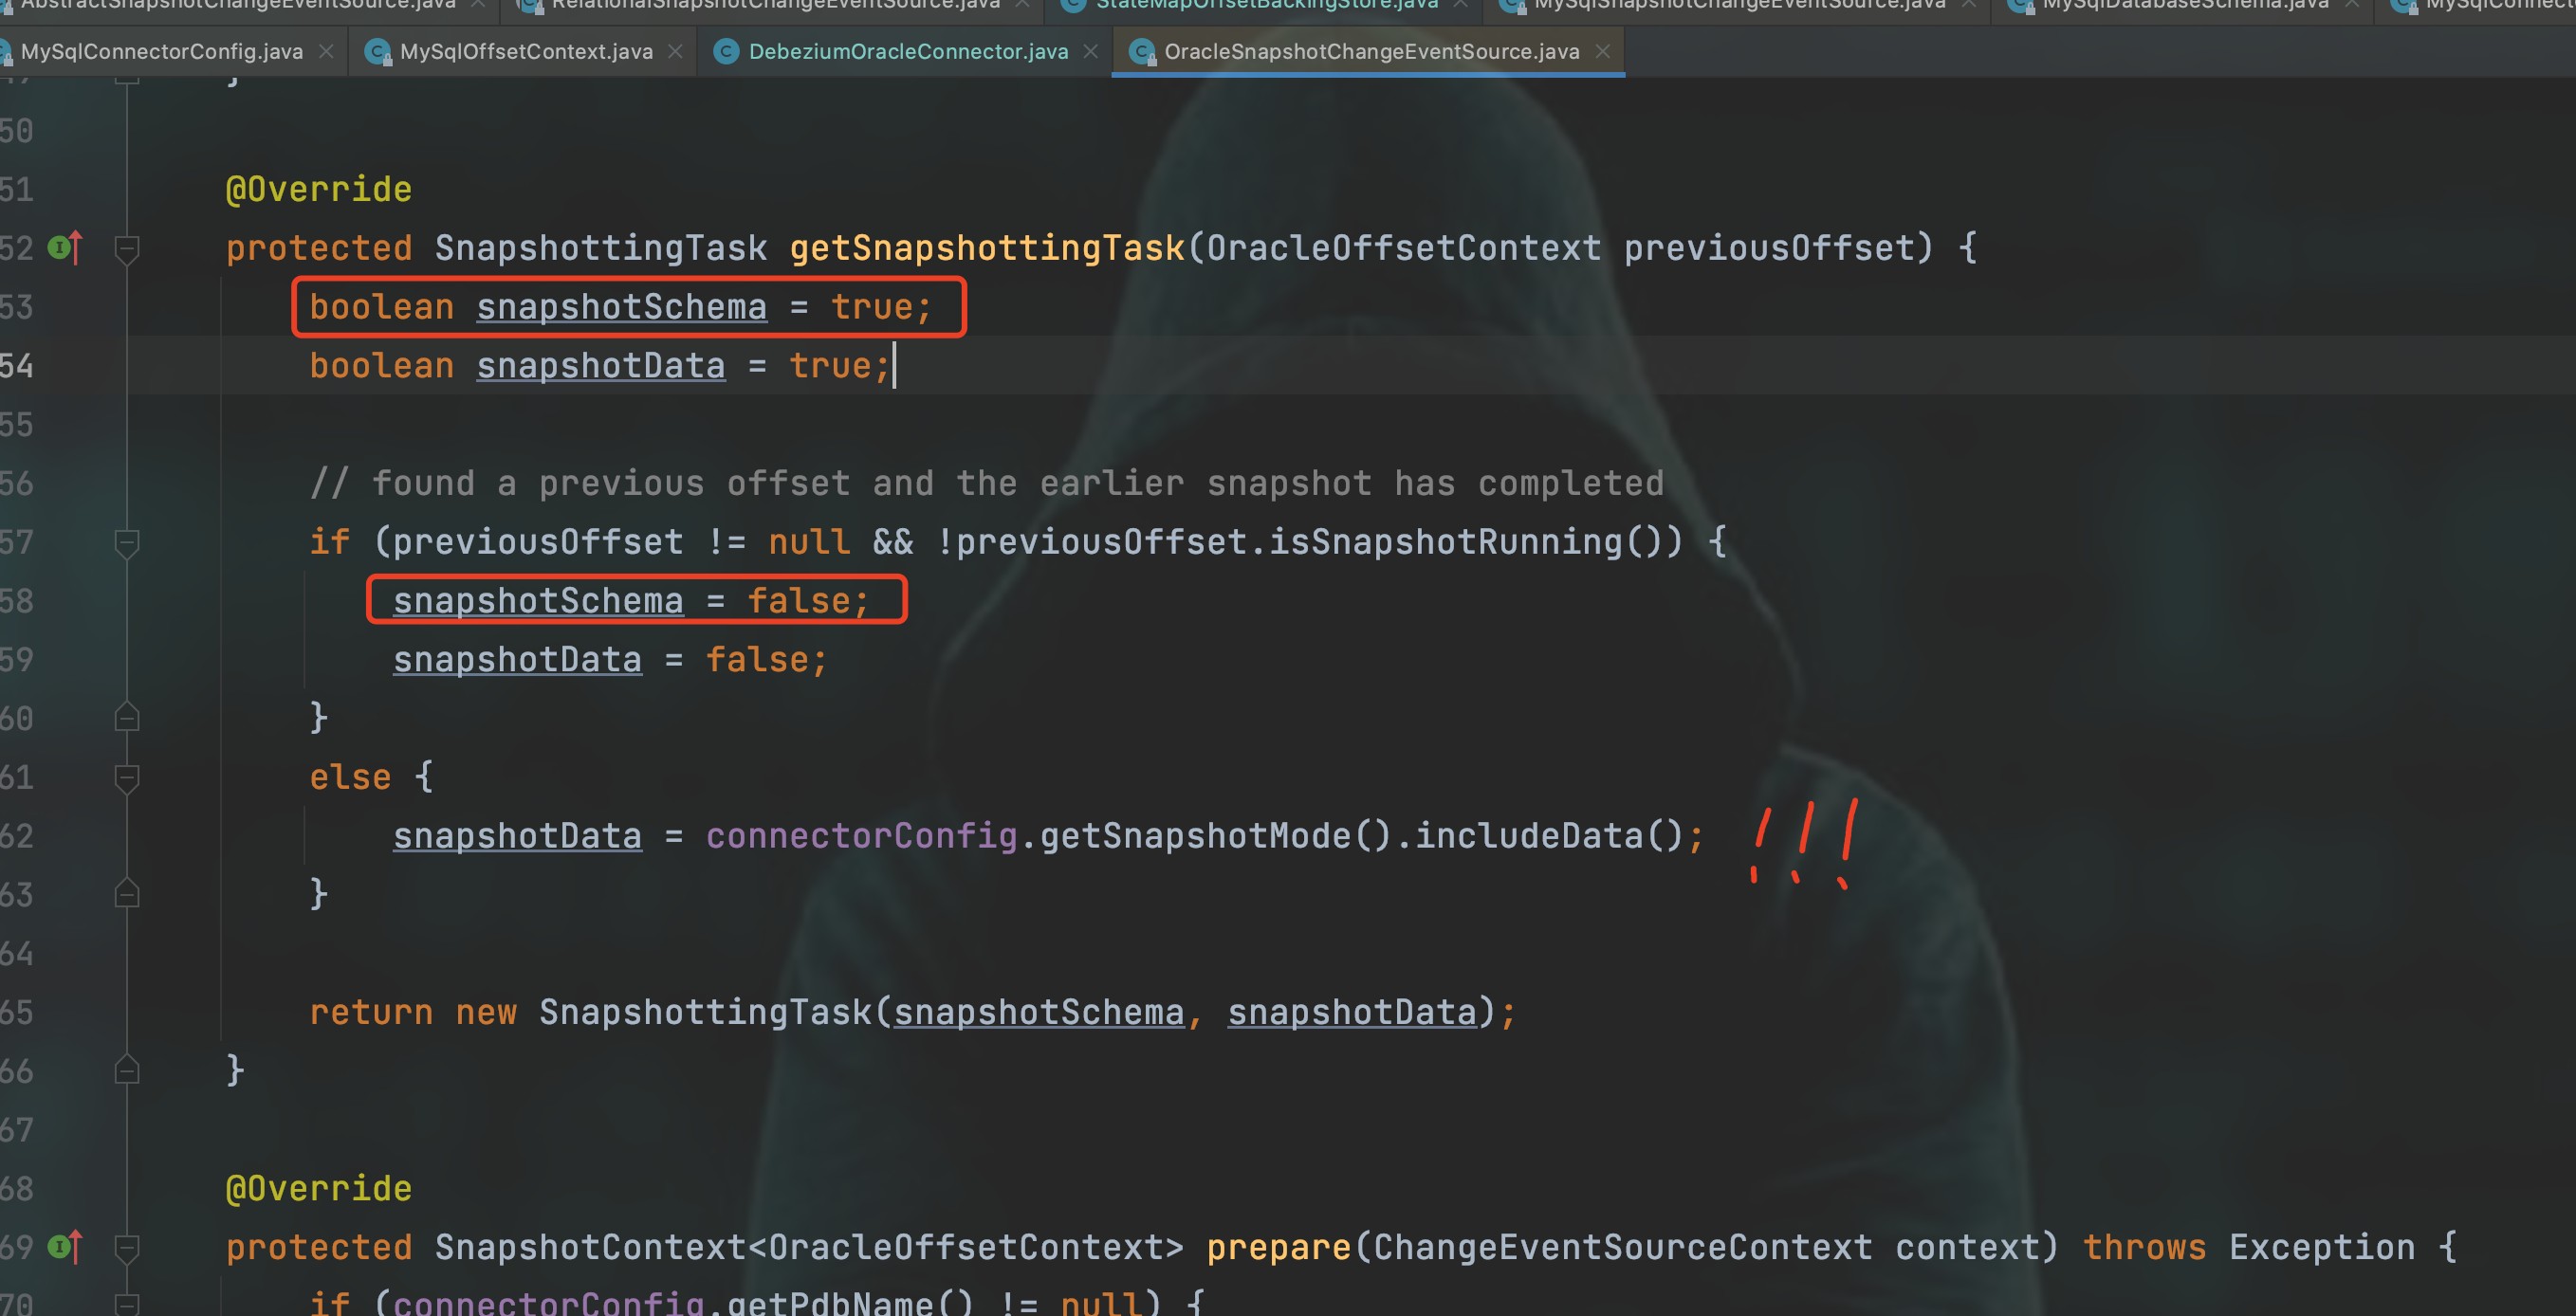 AbstractSnapshotChangeEventSource.java RelationalSnapshotChangeEventSource.java StateMapOffsetBackingStore.java MySqlSnapshotChangeEventSource.java MySqlDatabaseSchema.java
MySqlConnectorConfig.java MySqlOffsetContext.java DebeziumOracleConnector.java OracleSnapshotChangeEventSource.java
}
50
51 @Override
52 protected SnapshottingTask getSnapshottingTask(OracleOffsetContext previousOffset) {
53 boolean snapshotSchema = true;
54 boolean snapshotData = true;
55
56 // found a previous offset and the earlier snapshot has completed
57 if (previousOffset != null && !previousOffset.isSnapshotRunning()) {
58 snapshotSchema = false;
59 snapshotData = false;
60 }
61 else {
62 snapshotData = connectorConfig.getSnapshotMode().includeData(); !!!
63 }
64
65 return new SnapshottingTask(snapshotSchema, snapshotData);
66 }
67
68 @Override
69 protected SnapshotContext<OracleOffsetContext> prepare(ChangeEventSourceContext context) throws Exception {
70 if (connectorConfig.getPdbName() != null) {